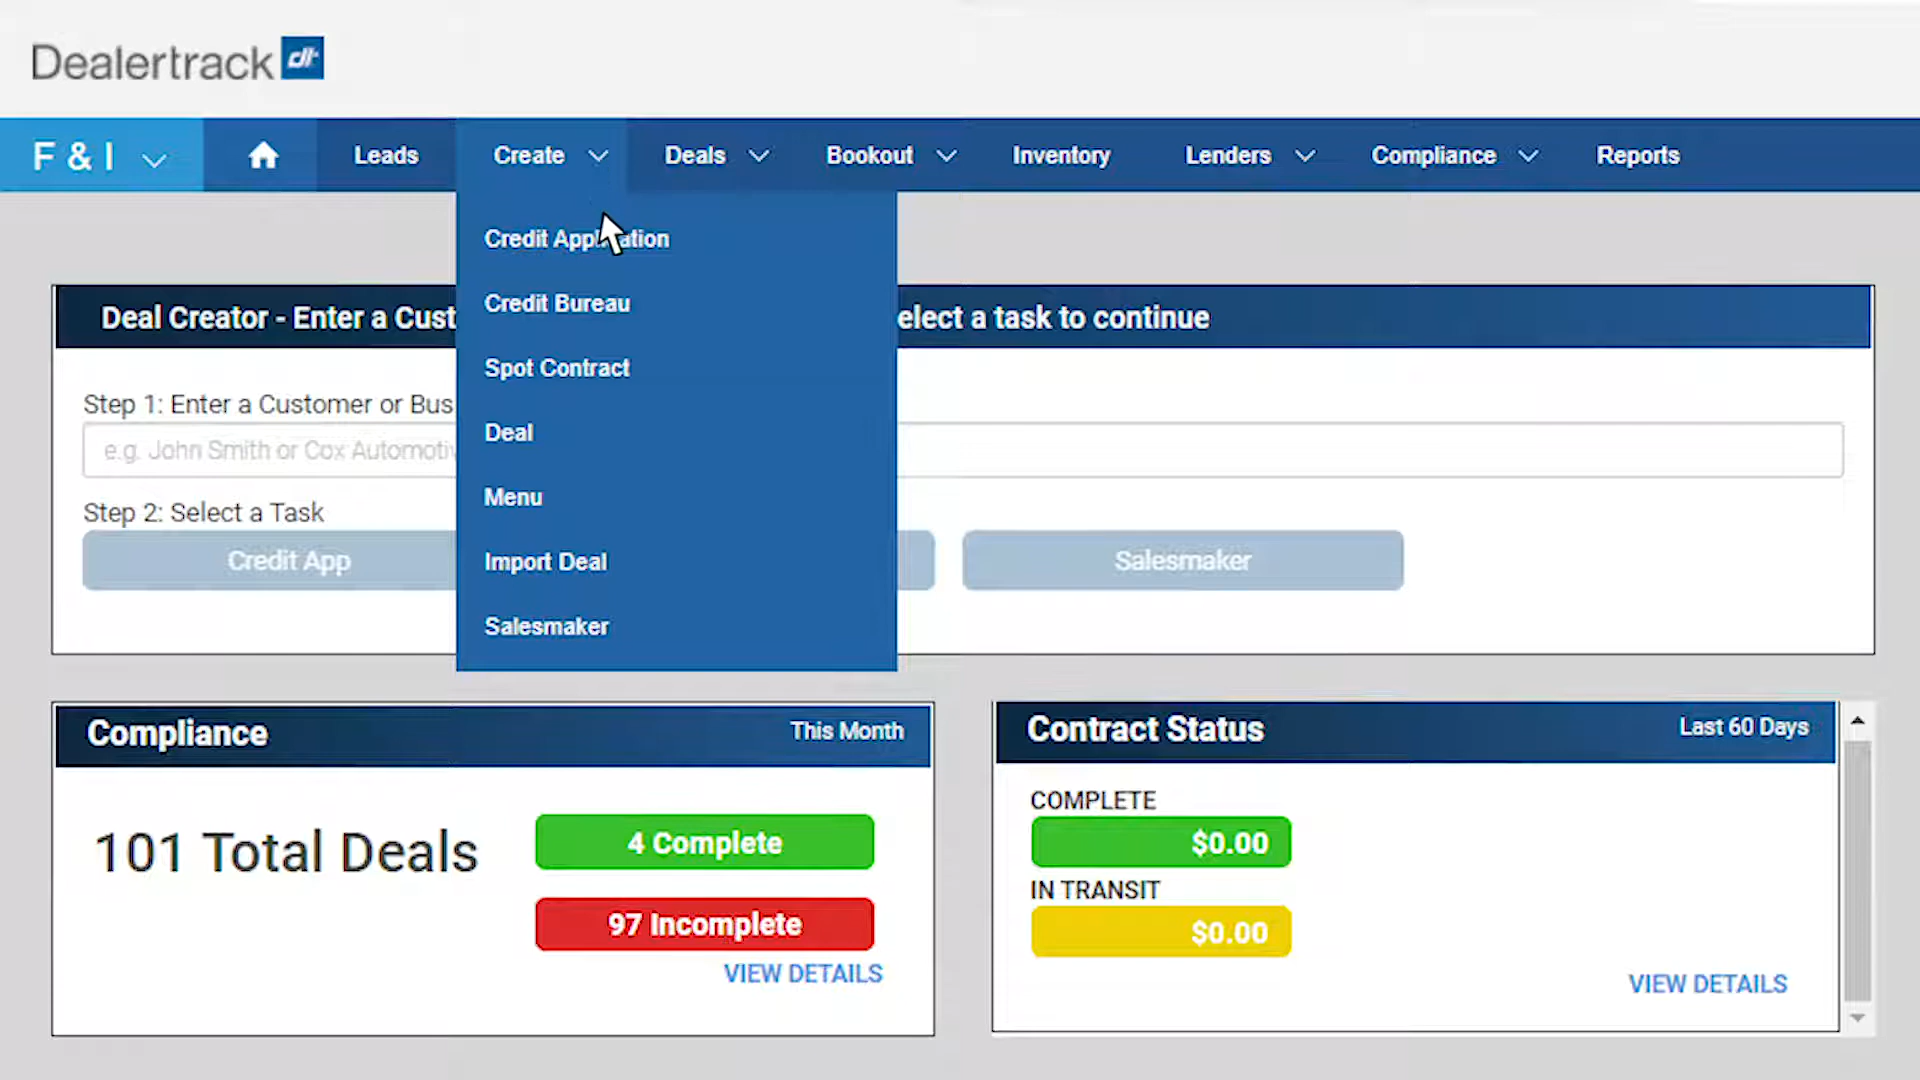 Dealertrack dt
F & I
Leads
Create
Deals
Bookout
Inventory
Lenders
Compliance
Reports
Credit Application
Credit Bureau
Spot Contract
Deal
Menu
Import Deal
Salesmaker
Deal Creator - Enter a Cust
elect a task to continue
Step 1: Enter a Customer or Bus
e.g. John Smith or Cox Automotiv
Step 2: Select a Task
Credit App
Salesmaker
Compliance
This Month
101 Total Deals
4 Complete
97 Incomplete
VIEW DETAILS
Contract Status
Last 60 Days
COMPLETE
$0.00
IN TRANSIT
$0.00
VIEW DETAILS